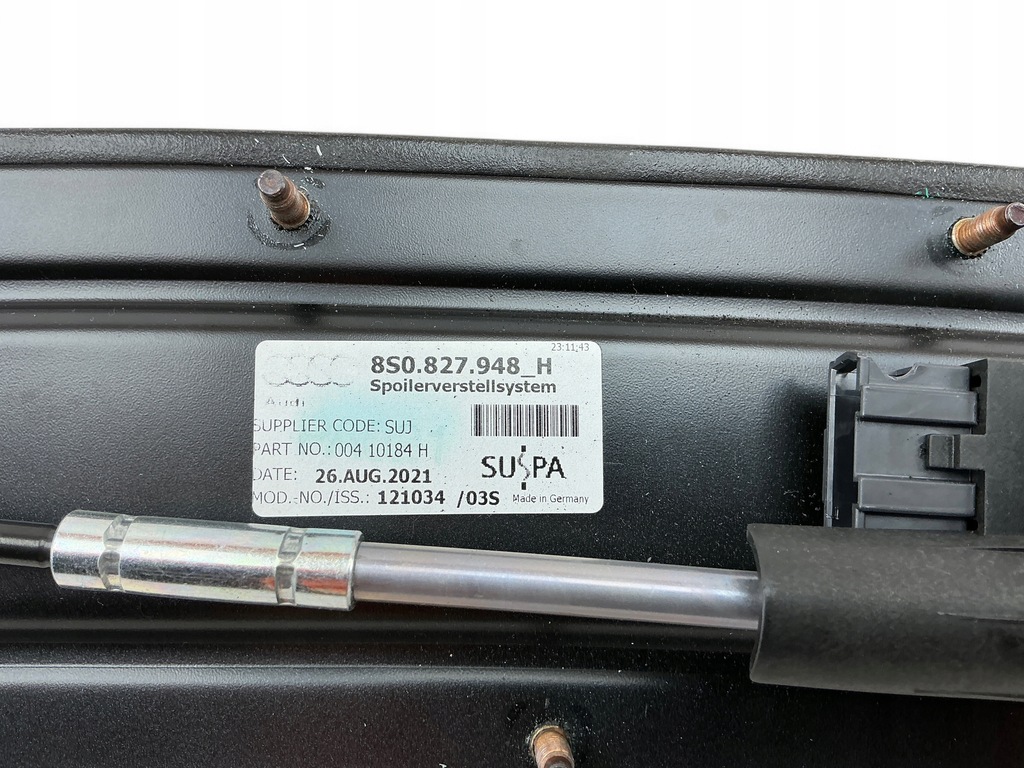 23:11:43
8S0.827.948_H
Spoilerverstellsystem
Audi
SUPPLIER CODE: SUJ
PART NO.: 004 10184 H
DATE: 26.AUG.2021
SUSPA
MOD.-NO./ISS.: 121034 /03S
Made in Germany